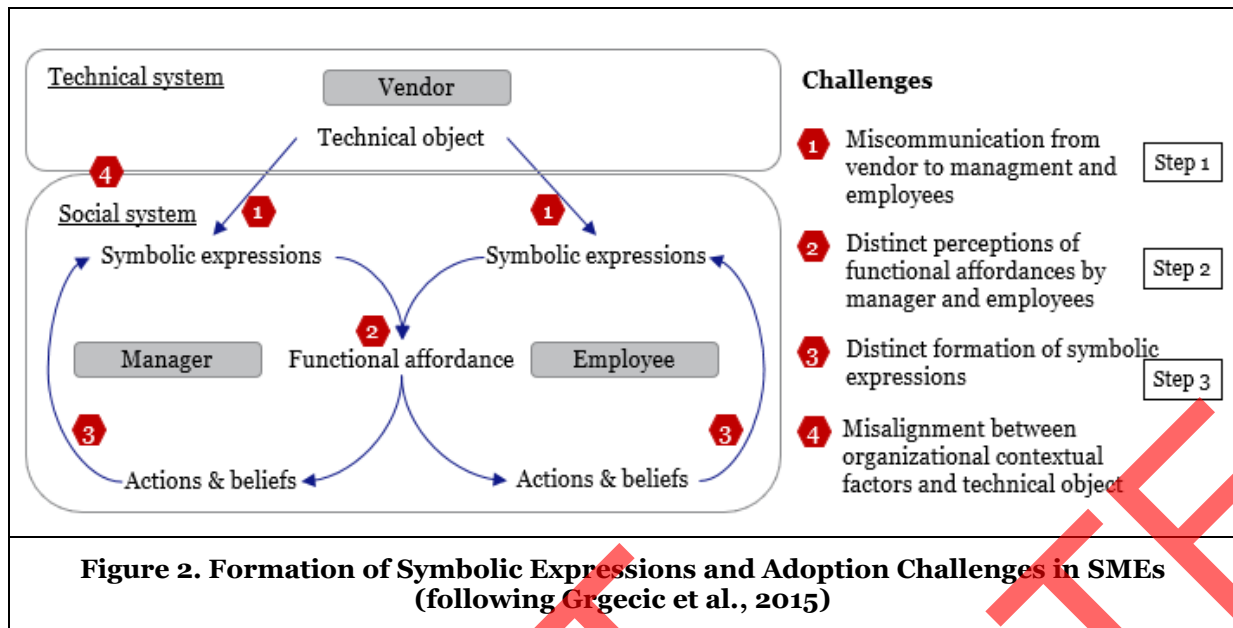 Technical system
Vendor
Technical object
4
Social system
1
1
Symbolic expressions
Symbolic expressions
2
Manager
Functional affordance
Employee
3
3
Actions & beliefs
Actions & beliefs
Challenges
1
Miscommunication from
vendor to managment and
employees
Step 1
2
Distinct perceptions of
functional affordances by
manager and employees
Step 2
3
Distinct formation of symbolic
expressions
Step 3
4
Misalignment between
organizational contextual
factors and technical object
Figure 2. Formation of Symbolic Expressions and Adoption Challenges in SMEs
(following Grgecic et al., 2015)